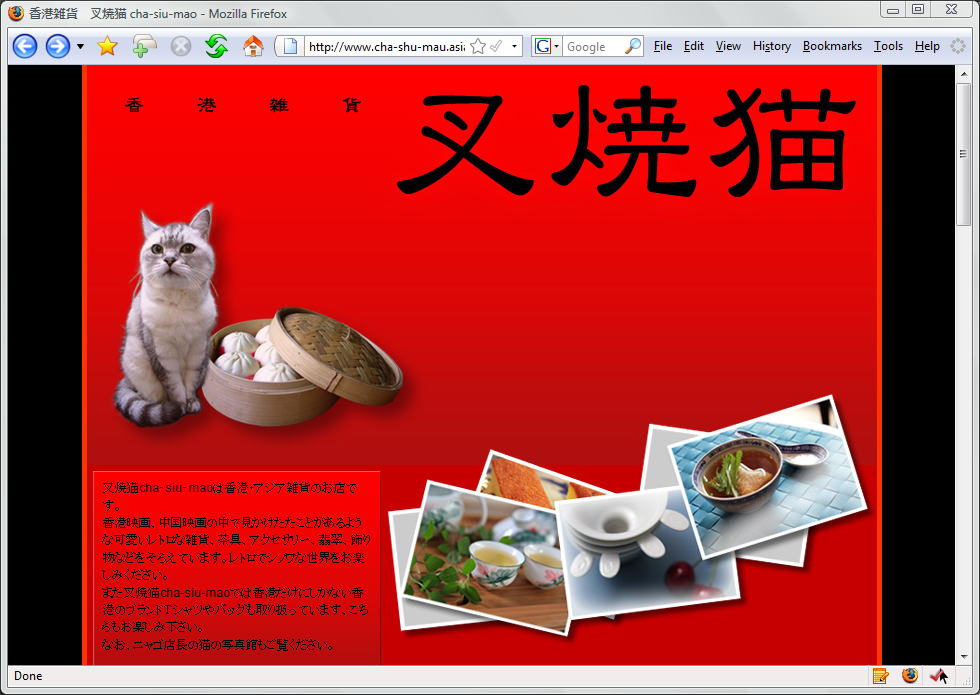 香港雑貨　叉焼猫 cha-siu-mao - Mozilla Firefox
http://www.cha-shu-mau.asia
G
Google
File Edit View History Bookmarks Tools Help
香 港 雑 貨
叉焼猫
叉焼猫cha-siu-maoは香港・アジア雑貨のお店で
す。
香港映画、中国映画の中で見かけたたことがあるよう
な可愛いレトロな雑貨、茶具、アクセサリー、翡翠、飾り
物などをそろえています。レトロでシノワな世界をお楽
しみください。
また叉焼猫cha-siu-maoでは香港だけにしかない香
港のブランドTシャツやバッグも取り扱っています、こち
らもお楽しみ下さい。
なお、ニャゴ店長の猫の写真館もご覧ください。
Done